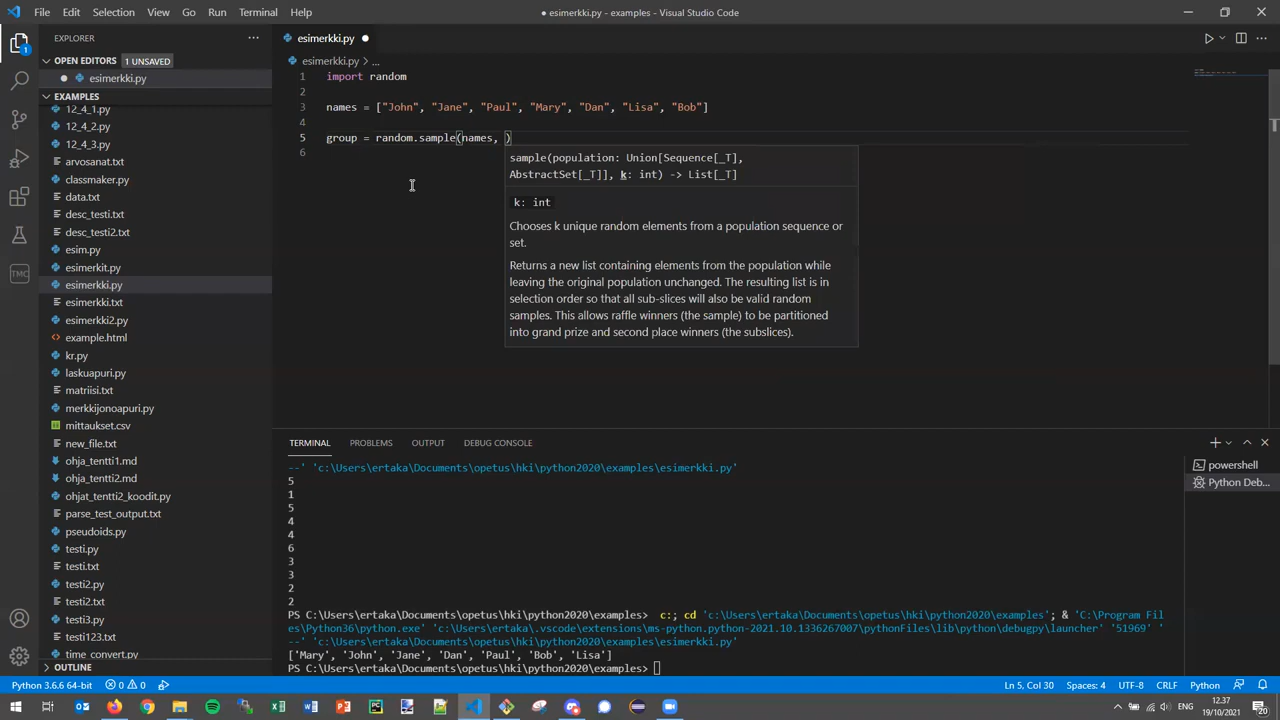 File Edit Selection View Go Run Terminal Help
● esimerkki.py - examples - Visual Studio Code
EXPLORER
OPEN EDITORS 1 UNSAVED
esimerkki.py
EXAMPLES
12_4_1.py
12_4_2.py
12_4_3.py
arvosanat.txt
classmaker.py
data.txt
desc_testi.txt
desc_testi2.txt
esim.py
esimerkit.py
esimerkki.py
esimerkki.txt
esimerkki2.py
example.html
kr.py
laskuapuri.py
matriisi.txt
merkkijonoapuri.py
mittaukset.csv
new_file.txt
ohja_tentti1.md
ohja_tentti2.md
ohjat_tentti2_koodit.py
parse_test_output.txt
pseudoids.py
testi.py
testi.txt
testi2.py
testi2.txt
testi3.py
testi123.txt
time_convert.py
OUTLINE
1
TMC
esimerkki.py
esimerkki.py > ...
1 import random
2
3 names = ["John", "Jane", "Paul", "Mary", "Dan", "Lisa", "Bob"]
4
5 group = random.sample(names, )
6
sample(population: Union[Sequence[_T],
AbstractSet[_T]], k: int) -> List[_T]
k: int
Chooses k unique random elements from a population sequence or
set.
Returns a new list containing elements from the population while
leaving the original population unchanged. The resulting list is in
selection order so that all sub-slices will also be valid random
samples. This allows raffle winners (the sample) to be partitioned
into grand prize and second place winners (the subslices).
TERMINAL PROBLEMS OUTPUT DEBUG CONSOLE
powershell
Python Deb...
--' 'c:\Users\ertaka\Documents\opetus\hki\python2020\examples\esimerkki.py'
5
1
5
4
4
6
3
3
2
2
PS C:\Users\ertaka\Documents\opetus\hki\python2020\examples> c:; cd 'c:\Users\ertaka\Documents\opetus\hki\python2020\examples'; & 'C:\Program Fil
es\Python36\python.exe' 'c:\Users\ertaka\.vscode\extensions\ms-python.python-2021.10.1336267007\pythonFiles\lib\python\debugpy\launcher' '51969' '
--' 'c:\Users\ertaka\Documents\opetus\hki\python2020\examples\esimerkki.py'
['Mary', 'John', 'Jane', 'Dan', 'Paul', 'Bob', 'Lisa']
PS C:\Users\ertaka\Documents\opetus\hki\python2020\examples>
Python 3.6.6 64-bit 0 0
Ln 5, Col 30 Spaces: 4 UTF-8 CRLF Python
12.37
19/10/2021